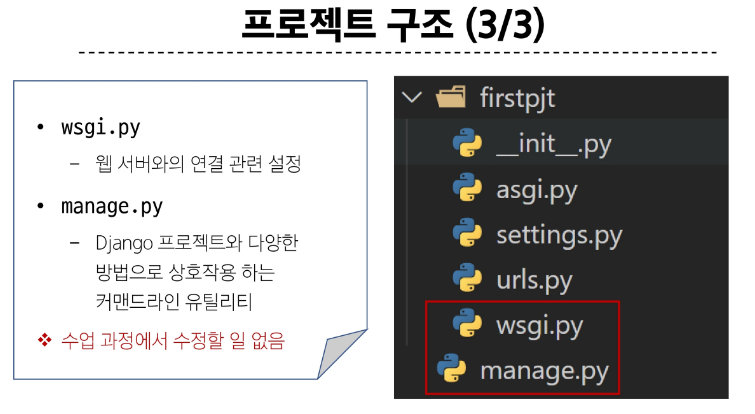 프로젝트 구조 (3/3)
• wsgi.py
– 웹 서버와의 연결 관련 설정
• manage.py
– Django 프로젝트와 다양한
방법으로 상호작용 하는
커맨드라인 유틸리티
❖ 수업 과정에서 수정할 일 없음
firstpjt
__init__.py
asgi.py
settings.py
urls.py
wsgi.py
manage.py